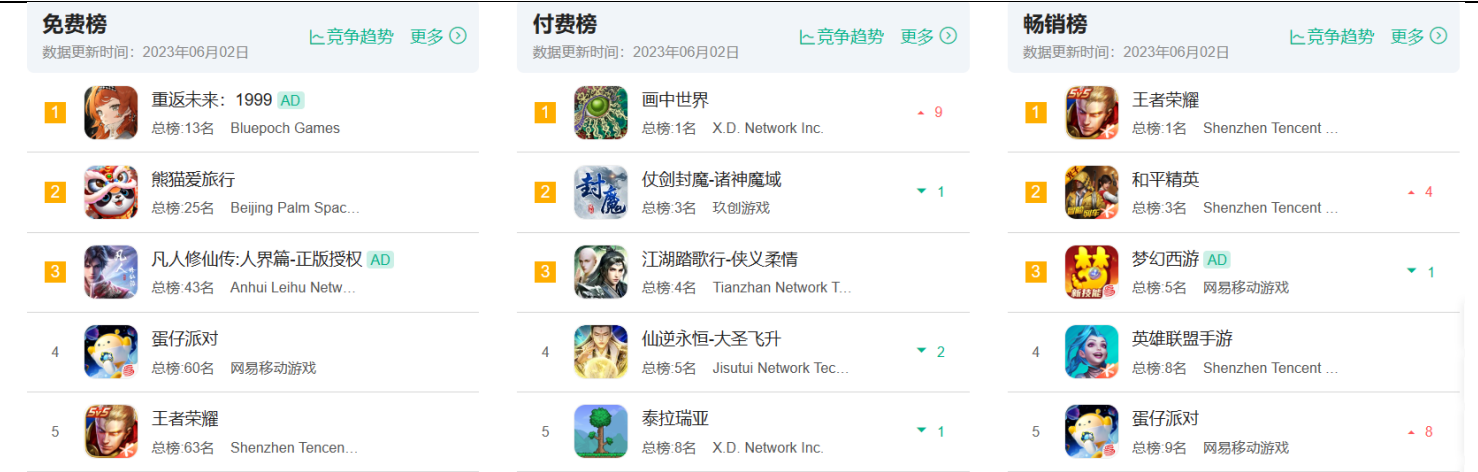 免费榜
竞争趋势 更多
数据更新时间：2023年06月02日
1
重返未来：1999 AD
总榜:13名 Bluepoch Games
2
熊猫爱旅行
总榜:25名 Beijing Palm Spac...
3
凡人修仙传:人界篇-正版授权 AD
总榜:43名 Anhui Leihu Netw...
4
蛋仔派对
总榜:60名 网易移动游戏
5
5v5
王者荣耀
总榜:63名 Shenzhen Tencen...
付费榜
竞争趋势 更多
数据更新时间：2023年06月02日
1
画中世界
9
总榜:1名 X.D. Network Inc.
2
封魔
仗剑封魔-诸神魔域
1
总榜:3名 玖创游戏
3
江湖踏歌行-侠义柔情
总榜:4名 Tianzhan Network T...
4
仙逆永恒-大圣飞升
2
总榜:5名 Jisutui Network Tec...
5
泰拉瑞亚
1
总榜:8名 X.D. Network Inc.
畅销榜
竞争趋势 更多
数据更新时间：2023年06月02日
1
5v5
王者荣耀
总榜:1名 Shenzhen Tencent ...
2
和平精英
4
总榜:3名 Shenzhen Tencent ...
3
梦
新技能
梦幻西游 AD
1
总榜:5名 网易移动游戏
4
英雄联盟手游
总榜:8名 Shenzhen Tencent ...
5
蛋仔派对
8
总榜:9名 网易移动游戏